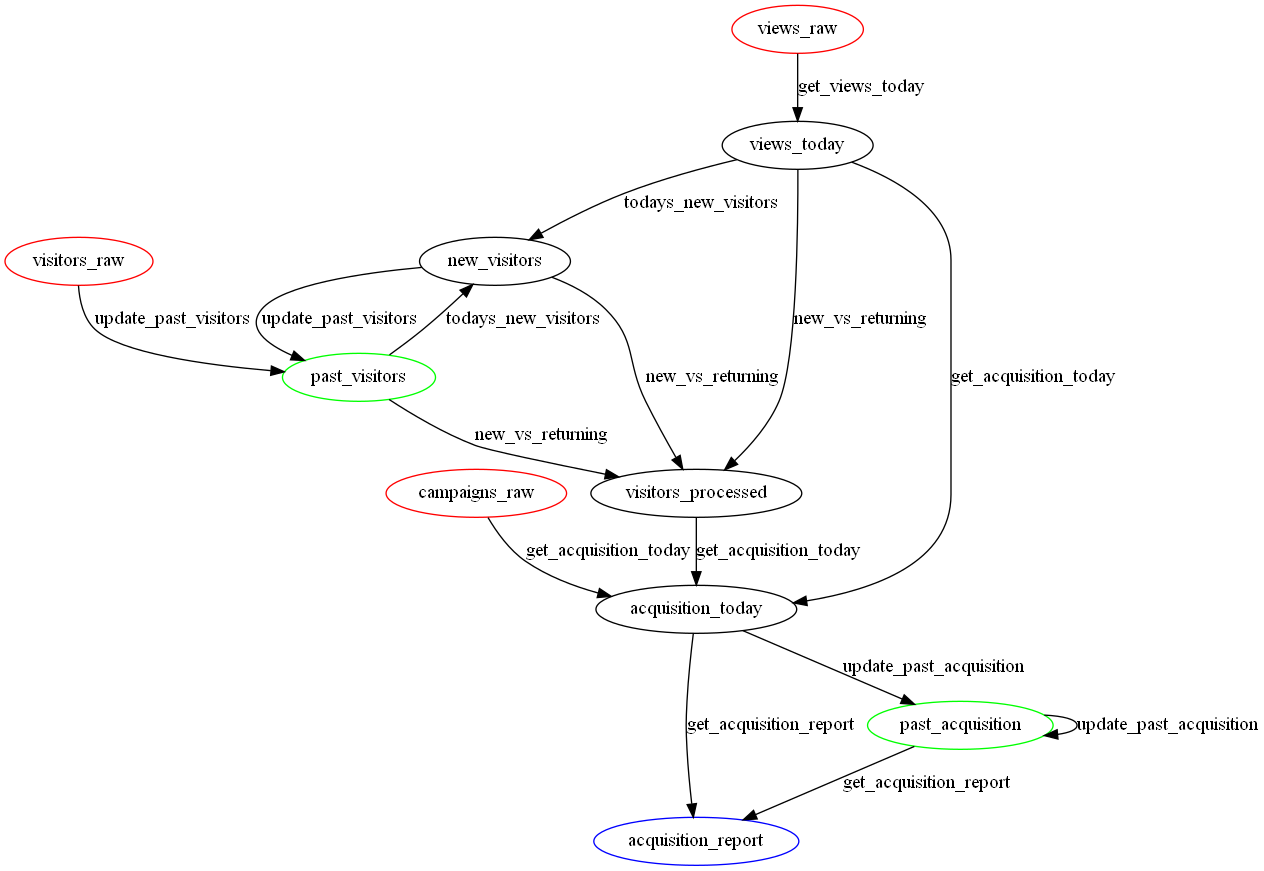 views_raw
get_views_today
views_today
todays_new_visitors
visitors_raw
new_visitors
update_past_visitors
update_past_visitors
todays_new_visitors
new_vs_returning
past_visitors
new_vs_returning
get_acquisition_today
new_vs_returning
campaigns_raw
visitors_processed
get_acquisition_today
get_acquisition_today
acquisition_today
update_past_acquisition
get_acquisition_report
past_acquisition
update_past_acquisition
get_acquisition_report
acquisition_report